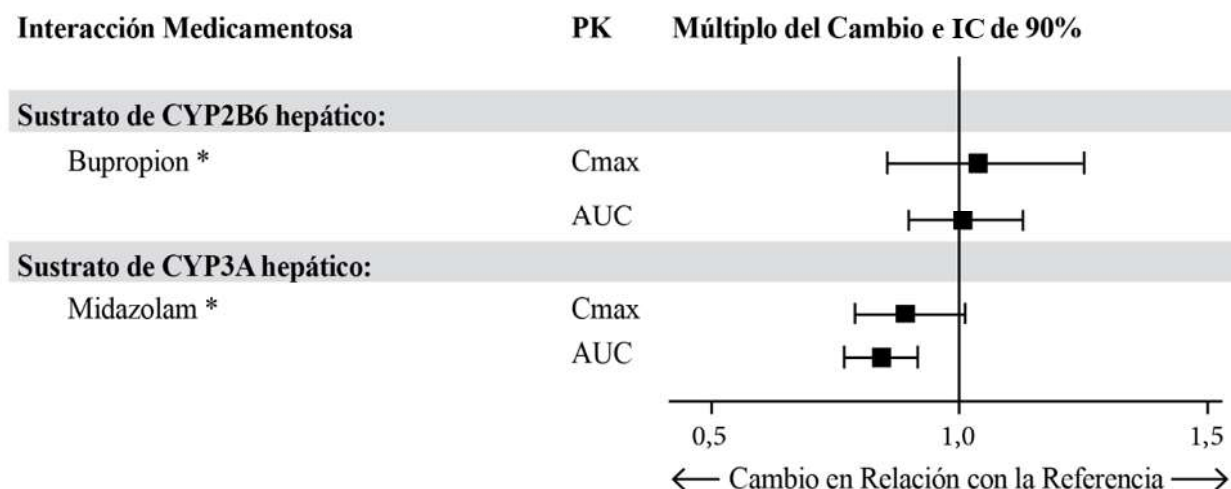 Interacción Medicamentosa PK Múltiplo del Cambio e IC de 90%
Sustrato de CYP2B6 hepático:
Bupropion * Cmax
AUC
Sustrato de CYP3A hepático:
Midazolam * Cmax
AUC
0,5 1,0 1,5
← Cambio en Relación con la Referencia →